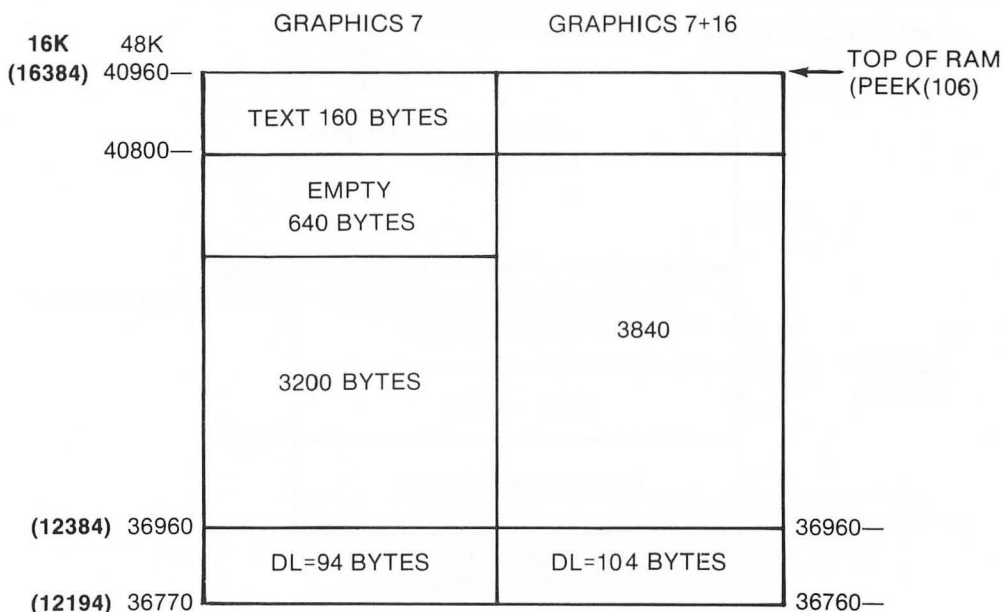 GRAPHICS 7 GRAPHICS 7+16
16K 48K
(16384) 40960— TOP OF RAM
(PEEK(106)
TEXT 160 BYTES
40800—
EMPTY
640 BYTES
3840
3200 BYTES
(12384) 36960 36960—
DL=94 BYTES DL=104 BYTES
(12194) 36770 36760—